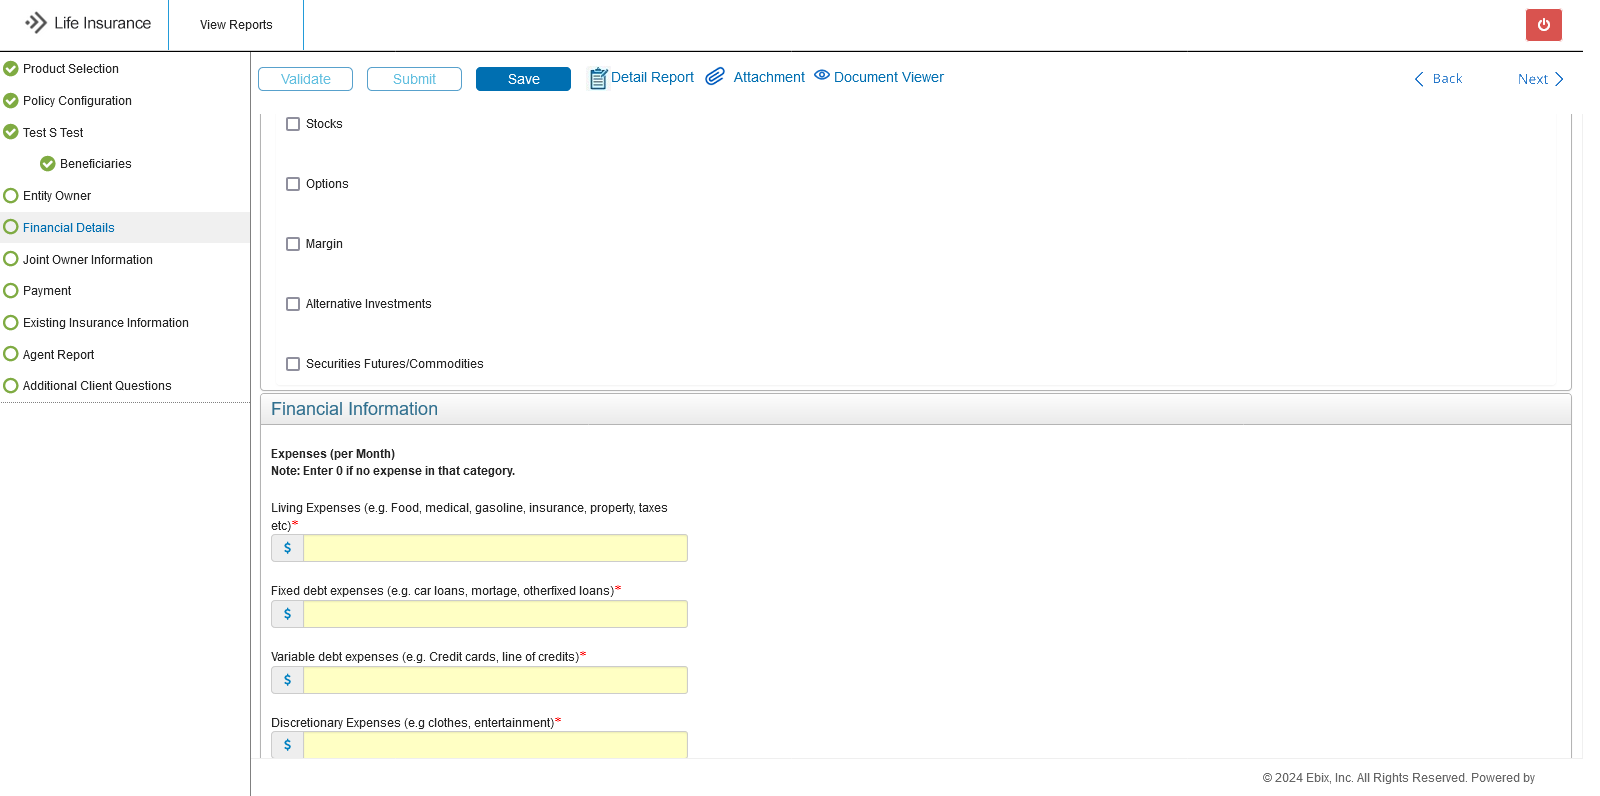 Life Insurance
View Reports
Product Selection
Policy Configuration
Test S Test
Beneficiaries
Entity Owner
Financial Details
Joint Owner Information
Payment
Existing Insurance Information
Agent Report
Additional Client Questions
Validate
Submit
Save
Detail Report
Attachment
Document Viewer
Back
Next
Stocks
Options
Margin
Alternative Investments
Securities Futures/Commodities
Financial Information
Expenses (per Month)
Note: Enter 0 if no expense in that category.
Living Expenses (e.g. Food, medical, gasoline, insurance, property, taxes
etc)*
$
Fixed debt expenses (e.g. car loans, mortage, otherfixed loans)*
$
Variable debt expenses (e.g. Credit cards, line of credits)*
$
Discretionary Expenses (e.g clothes, entertainment)*
$
© 2024 Ebix, Inc. All Rights Reserved. Powered by